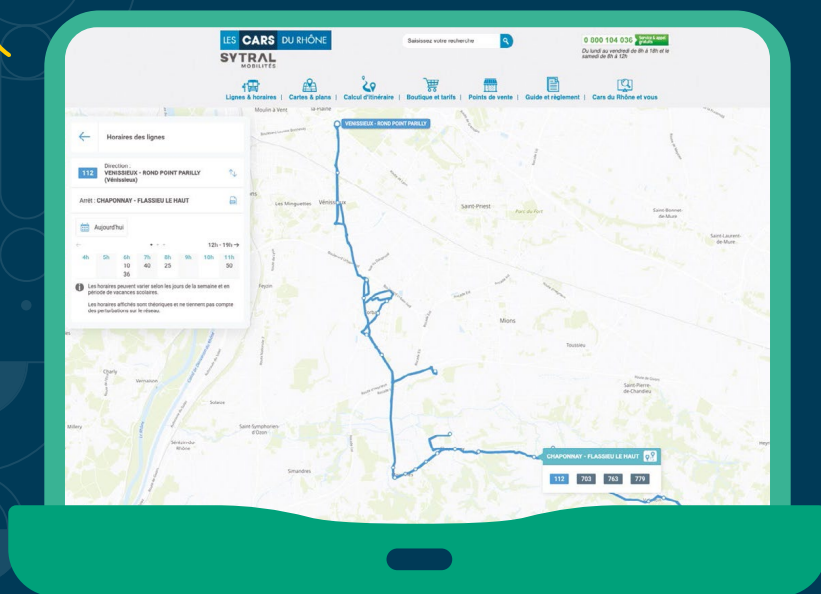 LES CARS DU RHÔNE
SYTRAL
MOBILITÉS
Saisissez votre recherche
0 000 104 036 Service & appel gratuits
Du lundi au vendredi de 8h à 18h et le
samedi de 8h à 12h
Lignes & horaires | Cartes & plans | Calcul d'itinéraire | Boutique et tarifs | Points de vente | Guide et règlement | Cars du Rhône et vous
Moulin à Vent
la Plaine
← Horaires des lignes
VENISSIEUX - ROND POINT PARILLY
112 Direction :
VENISSIEUX - ROND POINT PARILLY
(Vénissieux)
Arrêt : CHAPONNAY - FLASSIEU LE HAUT
Aujourd'hui
12h - 19h →
4h 5h 6h 7h 8h 9h 10h 11h
10 40 25 50
36
Les horaires peuvent varier selon les jours de la semaine et en
période de vacances scolaires.
Les horaires affichés sont théoriques et ne tiennent pas compte
des perturbations sur le réseau.
Les Minguettes
Vénissieux
Saint-Priest
Parc du Fort
Saint-Bonnet-
de-Mure
Saint-Laurent-
de-Mure
Feyzin
Mions
Toussieu
Charly
Vernaison
Solaize
Saint-Pierre-
de-Chandieu
Millery
Saint-Symphorien-
d'Ozon
Sérézin-du-
Rhône
Simandres
CHAPONNAY - FLASSIEU LE HAUT
112 703 763 779